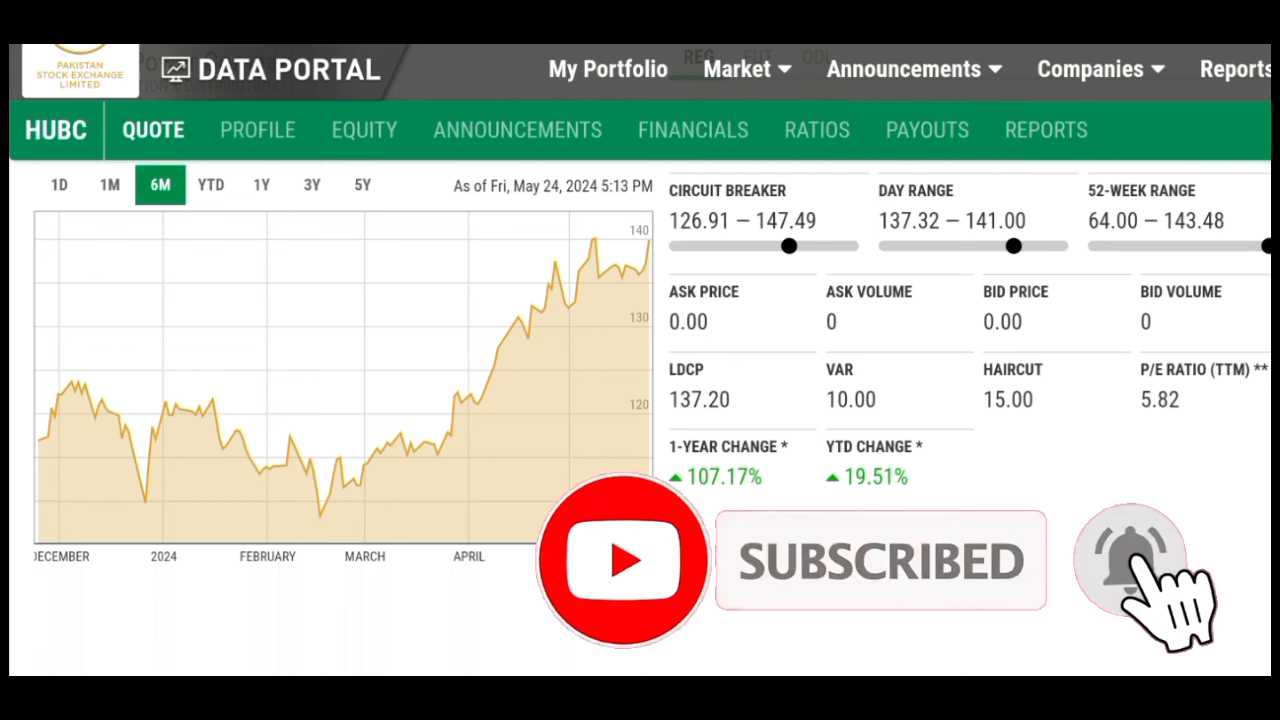 PAKISTAN
STOCK EXCHANGE
LIMITED
DATA PORTAL
REG FUT ODL
My Portfolio Market Announcements Companies Reports
HUBC QUOTE PROFILE EQUITY ANNOUNCEMENTS FINANCIALS RATIOS PAYOUTS REPORTS
1D 1M 6M YTD 1Y 3Y 5Y
As of Fri, May 24, 2024 5:13 PM
140
130
120
DECEMBER 2024 FEBRUARY MARCH APRIL
CIRCUIT BREAKER DAY RANGE 52-WEEK RANGE
126.91 — 147.49 137.32 — 141.00 64.00 — 143.48
ASK PRICE ASK VOLUME BID PRICE BID VOLUME
0.00 0 0.00 0
LDCP VAR HAIRCUT P/E RATIO (TTM) **
137.20 10.00 15.00 5.82
1-YEAR CHANGE * YTD CHANGE *
107.17% 19.51%
SUBSCRIBED